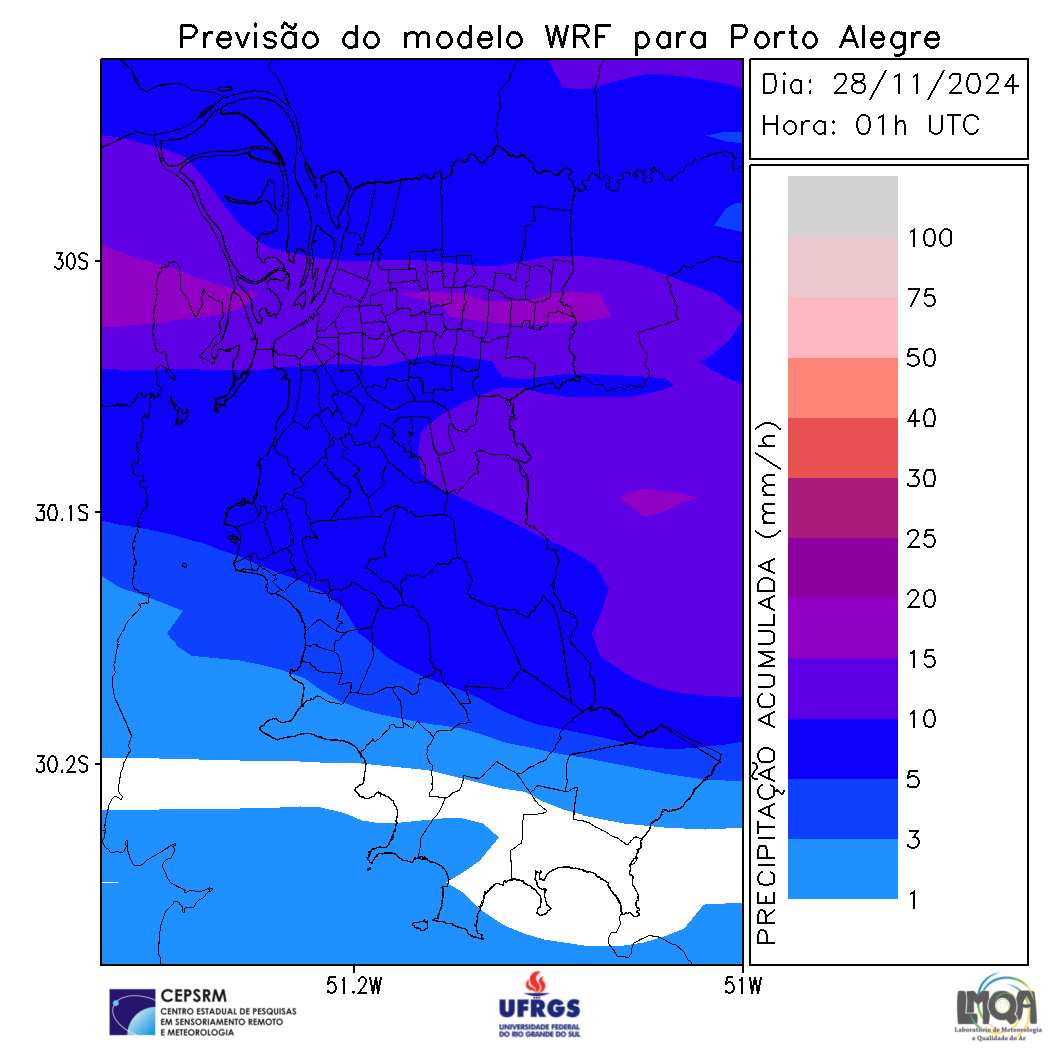 Previsão do modelo WRF para Porto Alegre
Dia: 28/11/2024
Hora: 01h UTC
30S
30.1S
30.2S
51.2W
51W
PRECIPITAÇÃO ACUMULADA (mm/h)
100
75
50
40
30
25
20
15
10
5
3
1
CEPSRM
CENTRO ESTADUAL DE PESQUISAS
EM SENSORIAMENTO REMOTO
E METEOROLOGIA
UFRGS
UNIVERSIDADE FEDERAL
DO RIO GRANDE DO SUL
LMQA
Laboratório de Meteorologia
e Qualidade do Ar